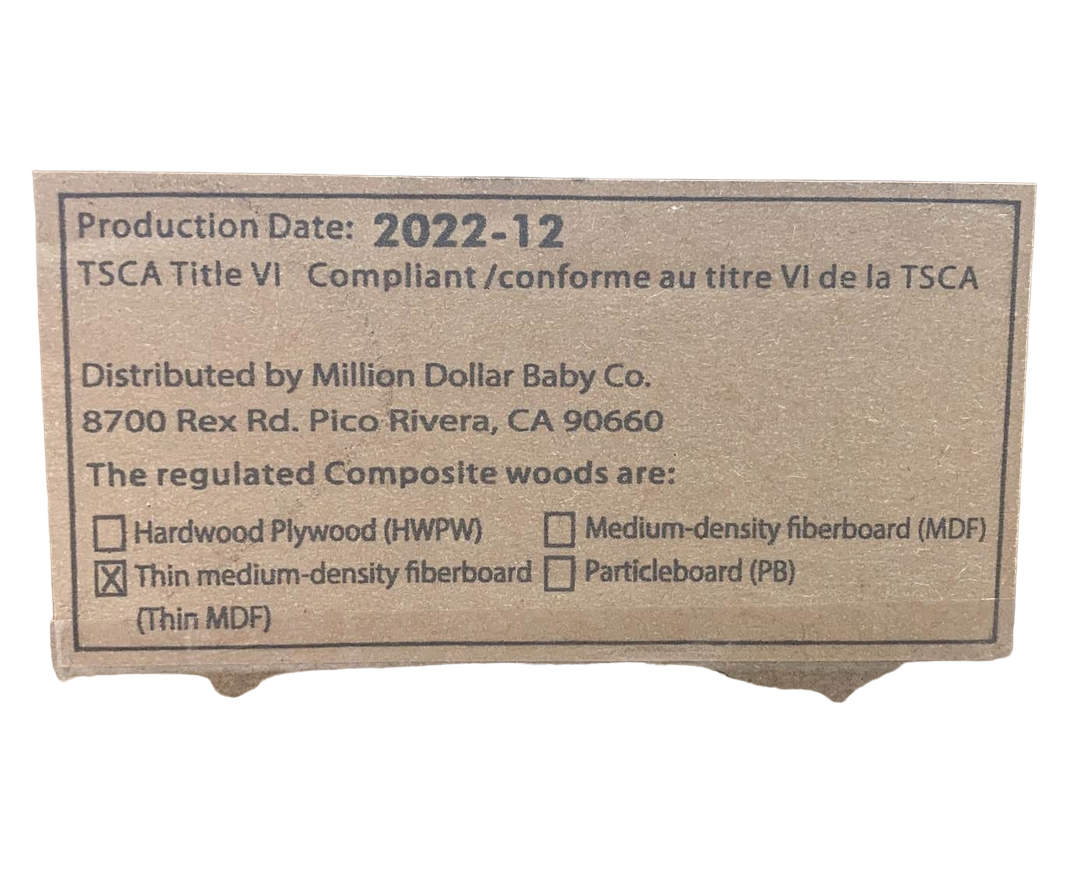 Production Date: 2022-12
TSCA Title VI Compliant /conforme au titre VI de la TSCA
Distributed by Million Dollar Baby Co.
8700 Rex Rd. Pico Rivera, CA 90660
The regulated Composite woods are:
☐ Hardwood Plywood (HWPW) ☐ Medium-density fiberboard (MDF)
☒ Thin medium-density fiberboard ☐ Particleboard (PB)
(Thin MDF)